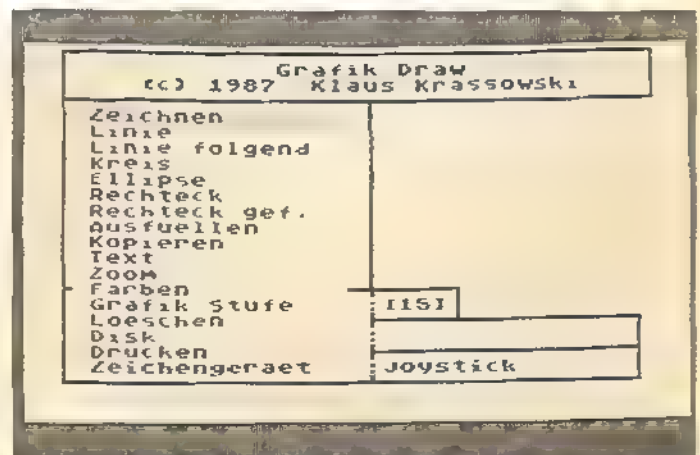 Grafik Draw
(c) 1987 Klaus Krassowski
Zeichnen
Linie
Linie folgend
Kreis
Ellipse
Rechteck
Rechteck gef.
Ausfuellen
Kopieren
Text
Zoom
Farben
Grafik Stufe [15]
Loeschen
Disk
Drucken
Zeichengeraet Joystick